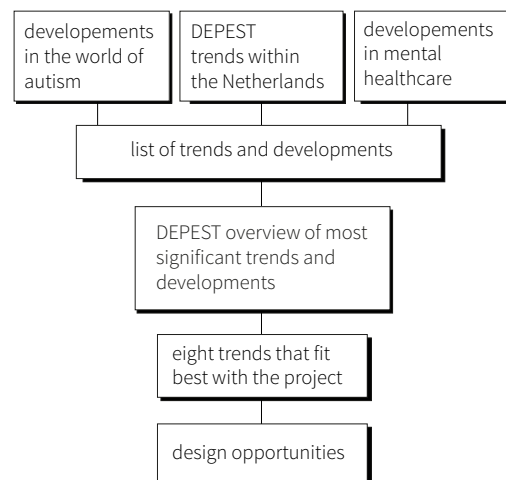 developements
in the world of
autism
DEPEST
trends within
the Netherlands
developements
in mental
healthcare
list of trends and developments
DEPEST overview of most
significant trends and
developments
eight trends that fit
best with the project
design opportunities